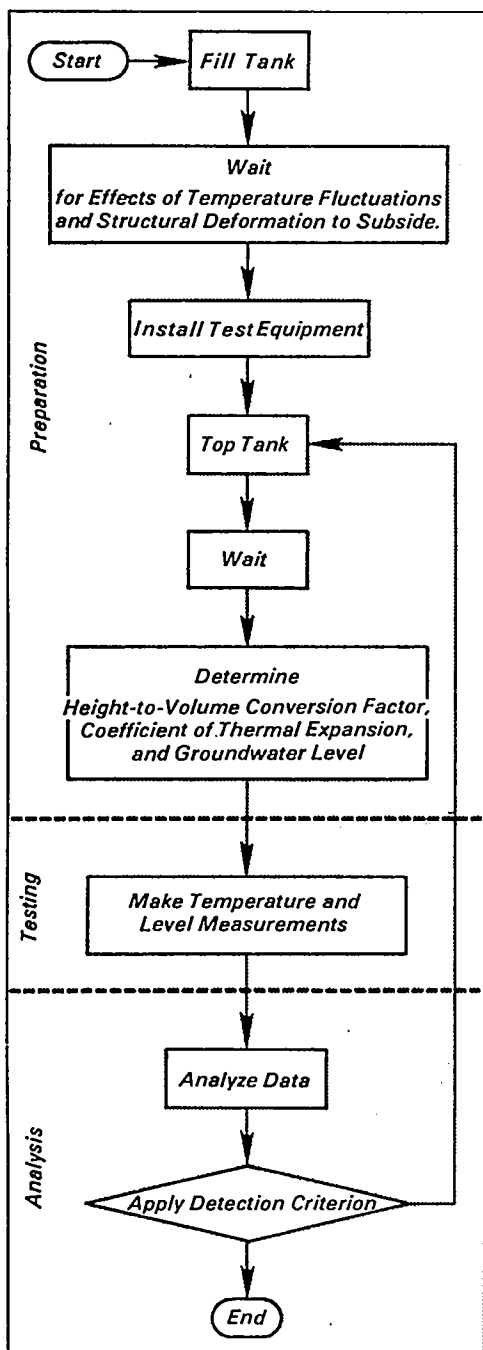 Start
Fill Tank
Wait
for Effects of Temperature Fluctuations
and Structural Deformation to Subside.
Install Test Equipment
Preparation
Top Tank
Wait
Determine
Height-to-Volume Conversion Factor,
Coefficient of Thermal Expansion,
and Groundwater Level
Testing
Make Temperature and
Level Measurements
Analysis
Analyze Data
Apply Detection Criterion
End